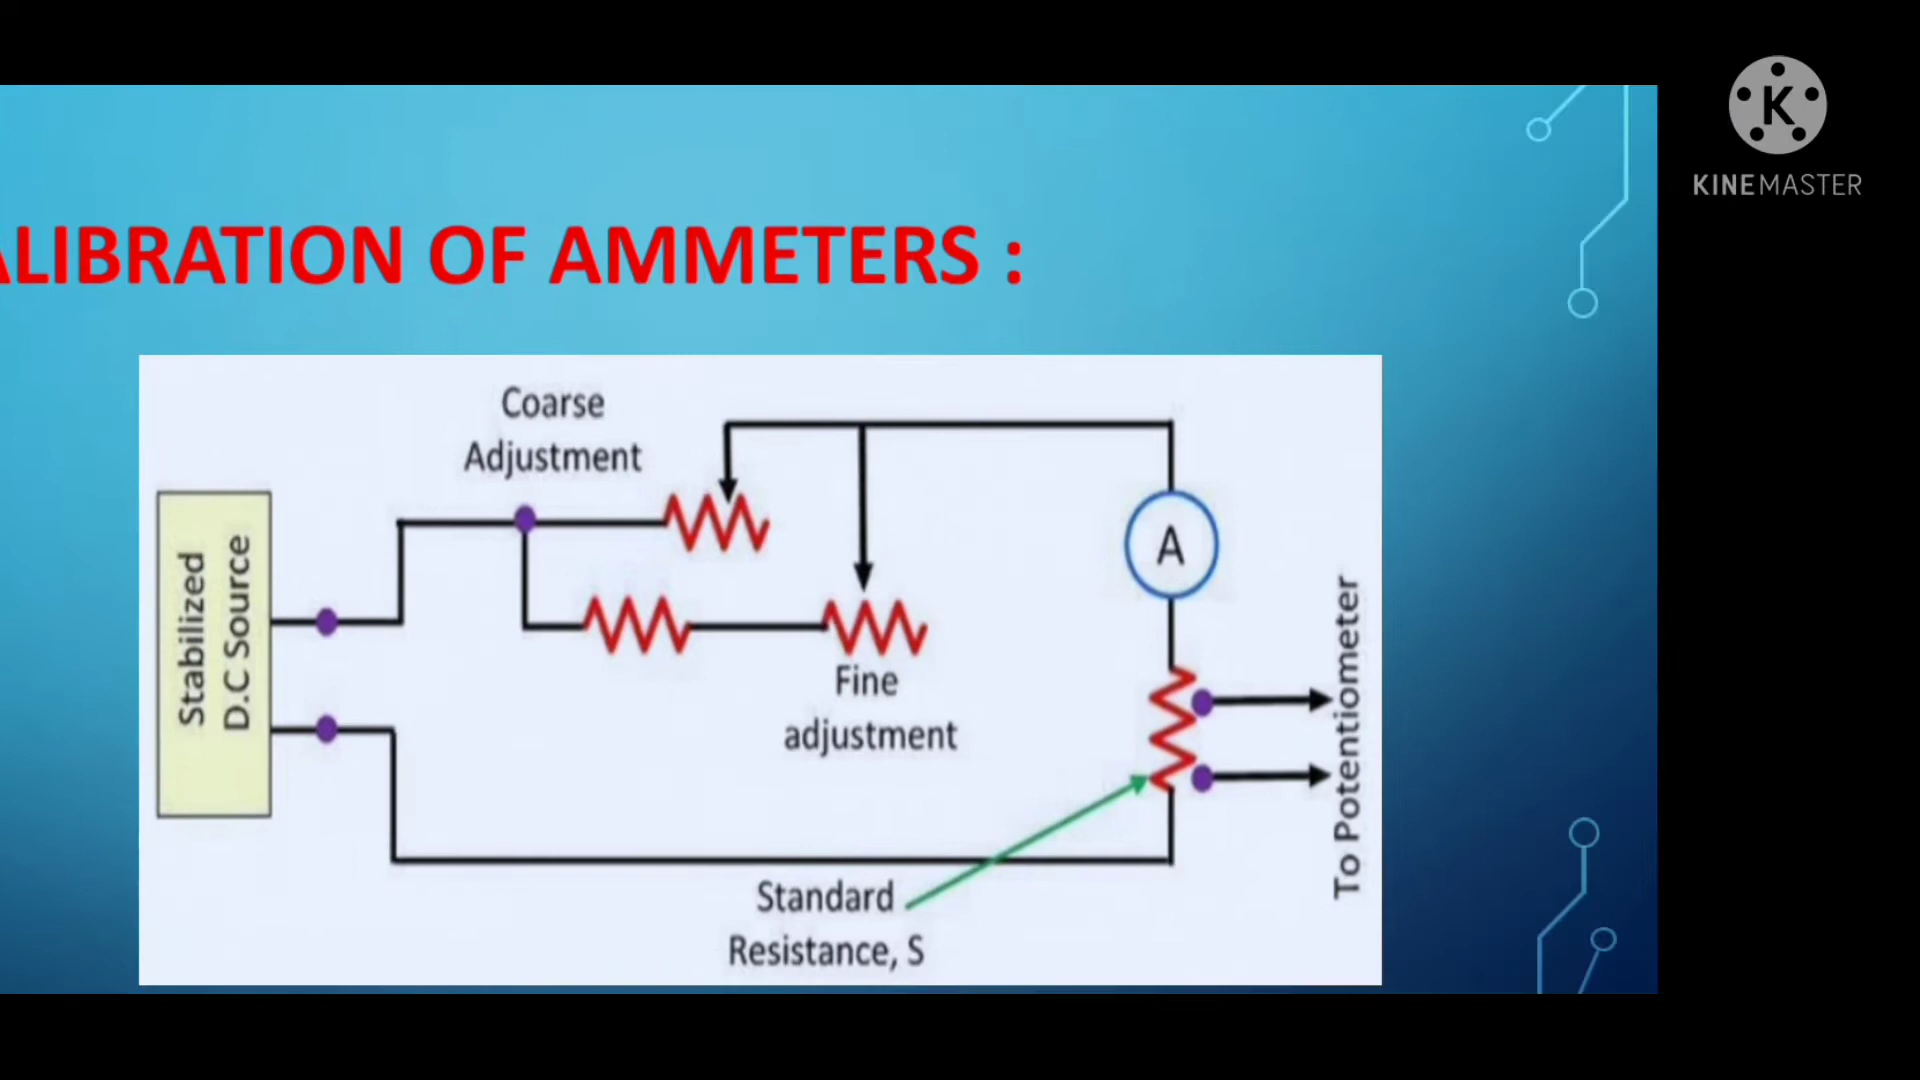 K
KINEMASTER
ALIBRATION OF AMMETERS :
Coarse
Adjustment
Stabilized
D.C Source
A
Fine
adjustment
To Potentiometer
Standard
Resistance, S